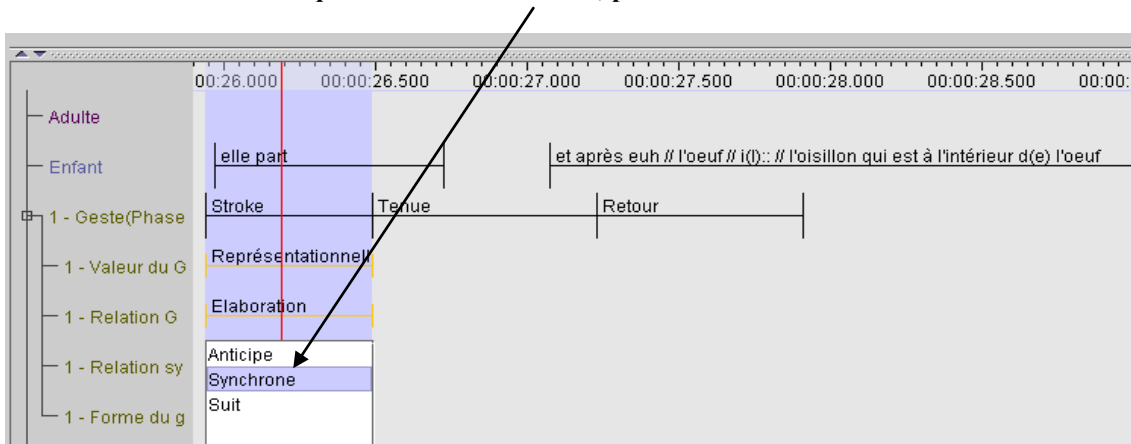 00:26.000 00:00:26.500 00:00:27.000 00:00:27.500 00:00:28.000 00:00:28.500 00:00:
Adulte
Enfant elle part et après euh // l'oeuf // i(l):: // l'oisillon qui est à l'intérieur d(e) l'oeuf
1 - Geste(Phase Stroke Tenue Retour
1 - Valeur du G Représentationnell
1 - Relation G Elaboration
1 - Relation sy Anticipe
Synchrone
1 - Forme du g Suit